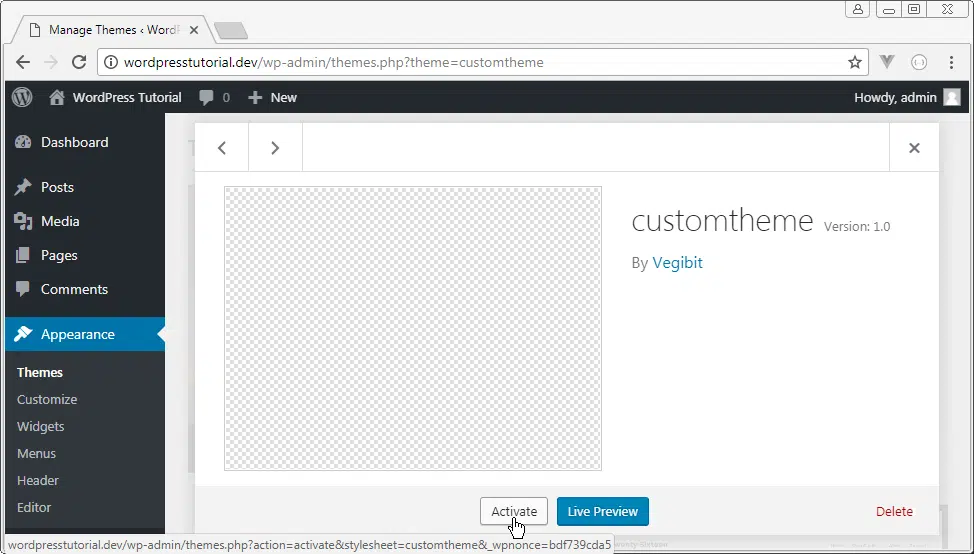 Manage Themes ‹ WordP
wordpresstutorial.dev/wp-admin/themes.php?theme=customtheme
WordPress Tutorial 0 New Howdy, admin
Dashboard
Posts
Media
Pages
Comments
Appearance
Themes
Customize
Widgets
Menus
Header
Editor
customtheme Version: 1.0
By Vegibit
Activate Live Preview Delete
wordpresstutorial.dev/wp-admin/themes.php?action=activate&stylesheet=customtheme&_wpnonce=bdf739cda5